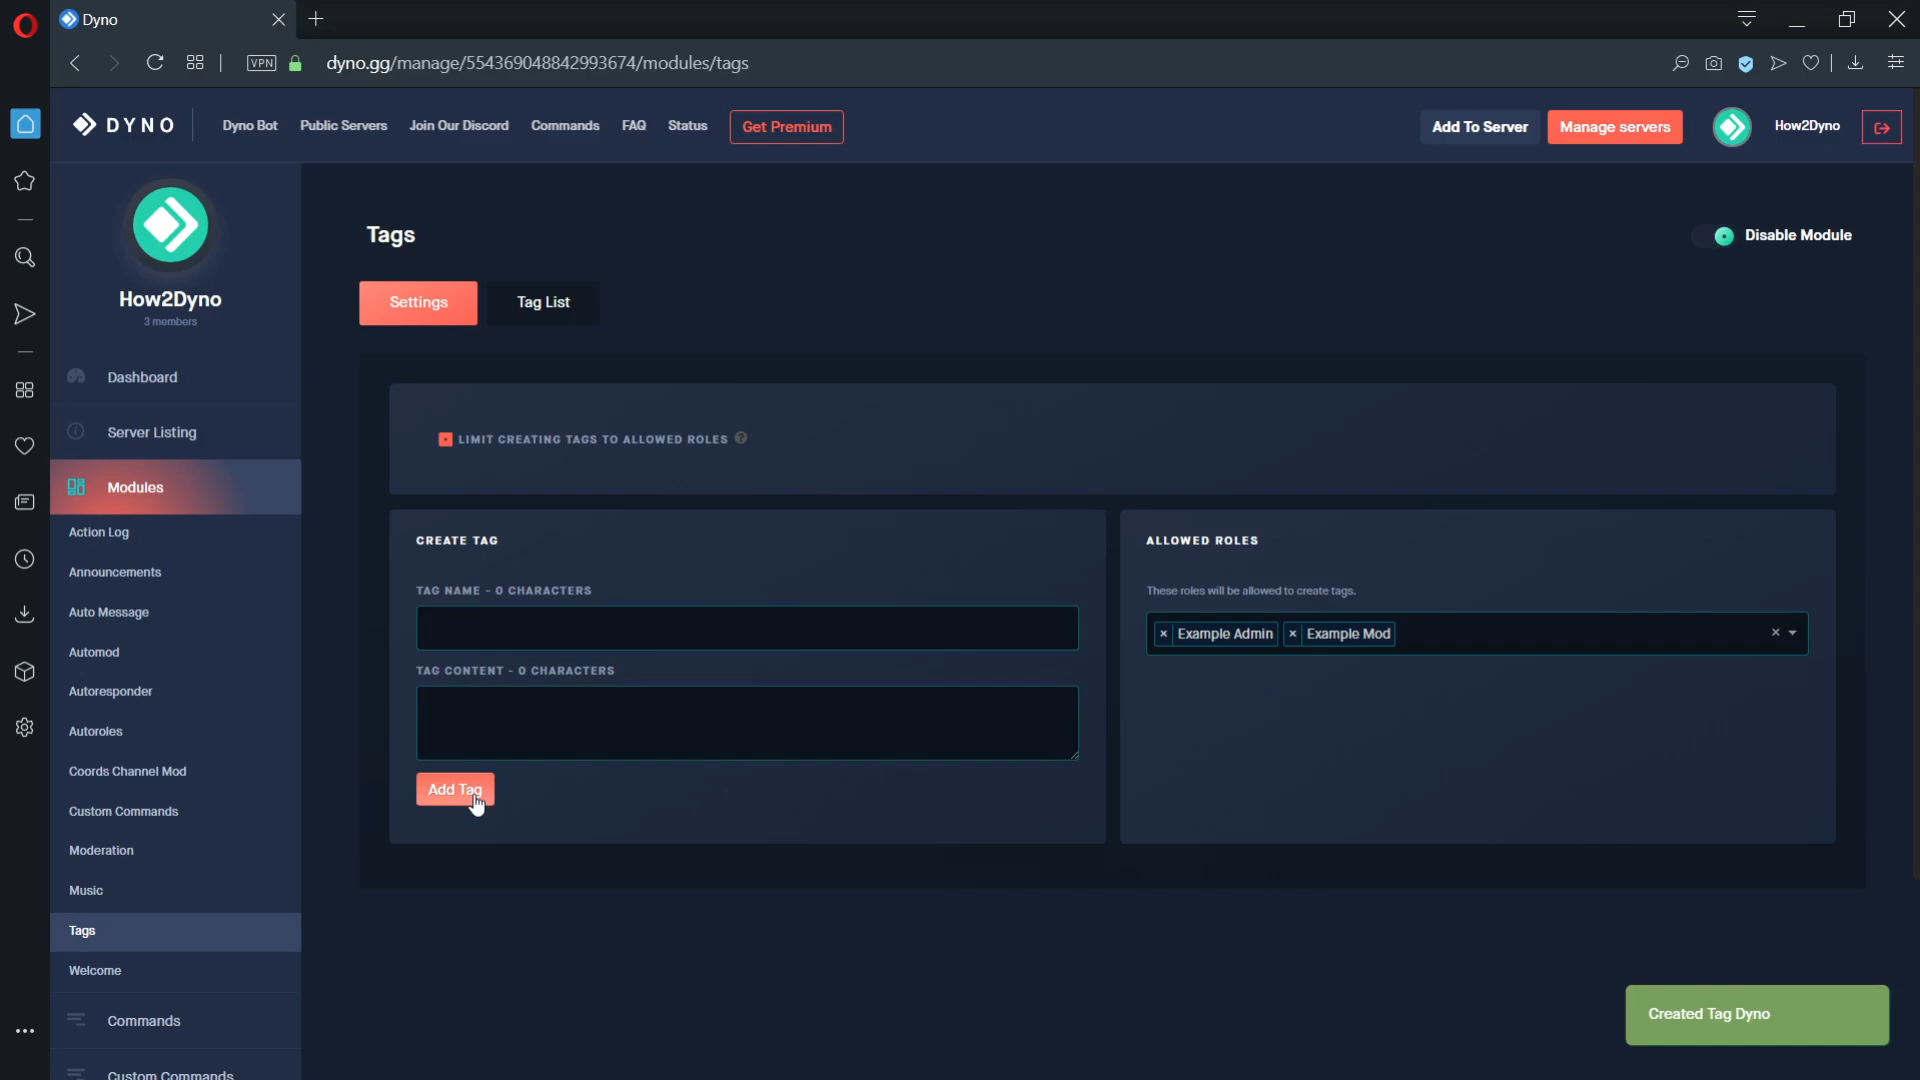 Dyno
VPN
dyno.gg/manage/554369048842993674/modules/tags
DYNO
Dyno Bot
Public Servers
Join Our Discord
Commands
FAQ
Status
Get Premium
Add To Server
Manage servers
How2Dyno
How2Dyno
3 members
Dashboard
Server Listing
Modules
Action Log
Announcements
Auto Message
Automod
Autoresponder
Autoroles
Coords Channel Mod
Custom Commands
Moderation
Music
Tags
Welcome
Commands
Custom Commands
Tags
Disable Module
Settings
Tag List
LIMIT CREATING TAGS TO ALLOWED ROLES ?
CREATE TAG
TAG NAME - 0 CHARACTERS
TAG CONTENT - 0 CHARACTERS
Add Tag
ALLOWED ROLES
These roles will be allowed to create tags.
× Example Admin × Example Mod ×
Created Tag Dyno